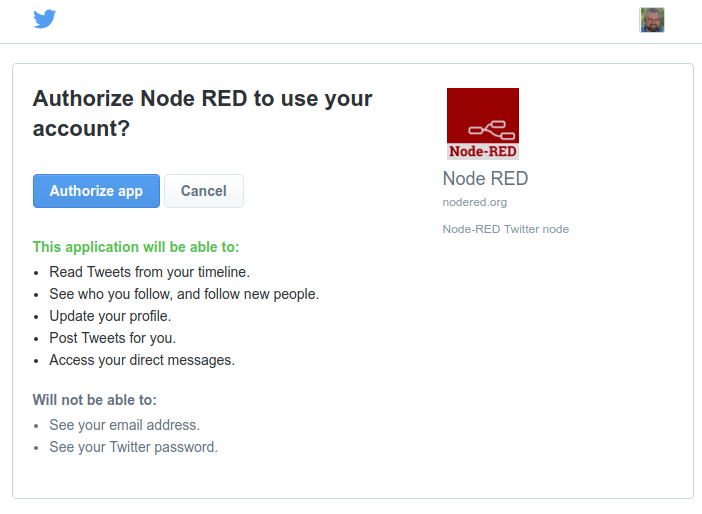 Authorize Node RED to use your
account?
Authorize app
Cancel
This application will be able to:
• Read Tweets from your timeline.
• See who you follow, and follow new people.
• Update your profile.
• Post Tweets for you.
• Access your direct messages.
Will not be able to:
• See your email address.
• See your Twitter password.
Node-RED
Node RED
nodered.org
Node-RED Twitter node